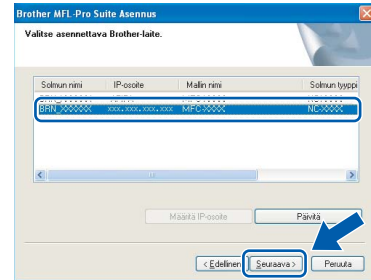 Brother MFL-Pro Suite Asennus
Valitse asennettava Brother-laite.
Solmun nimi IP-osoite Mallin nimi Solmun tyyppi
BRN_XXXXXX xxx.xxx.xxx.xxx MFC-XXXX NC-XXXX
Määritä IP-osoite Päivitä
< Edellinen Seuraava > Peruuta